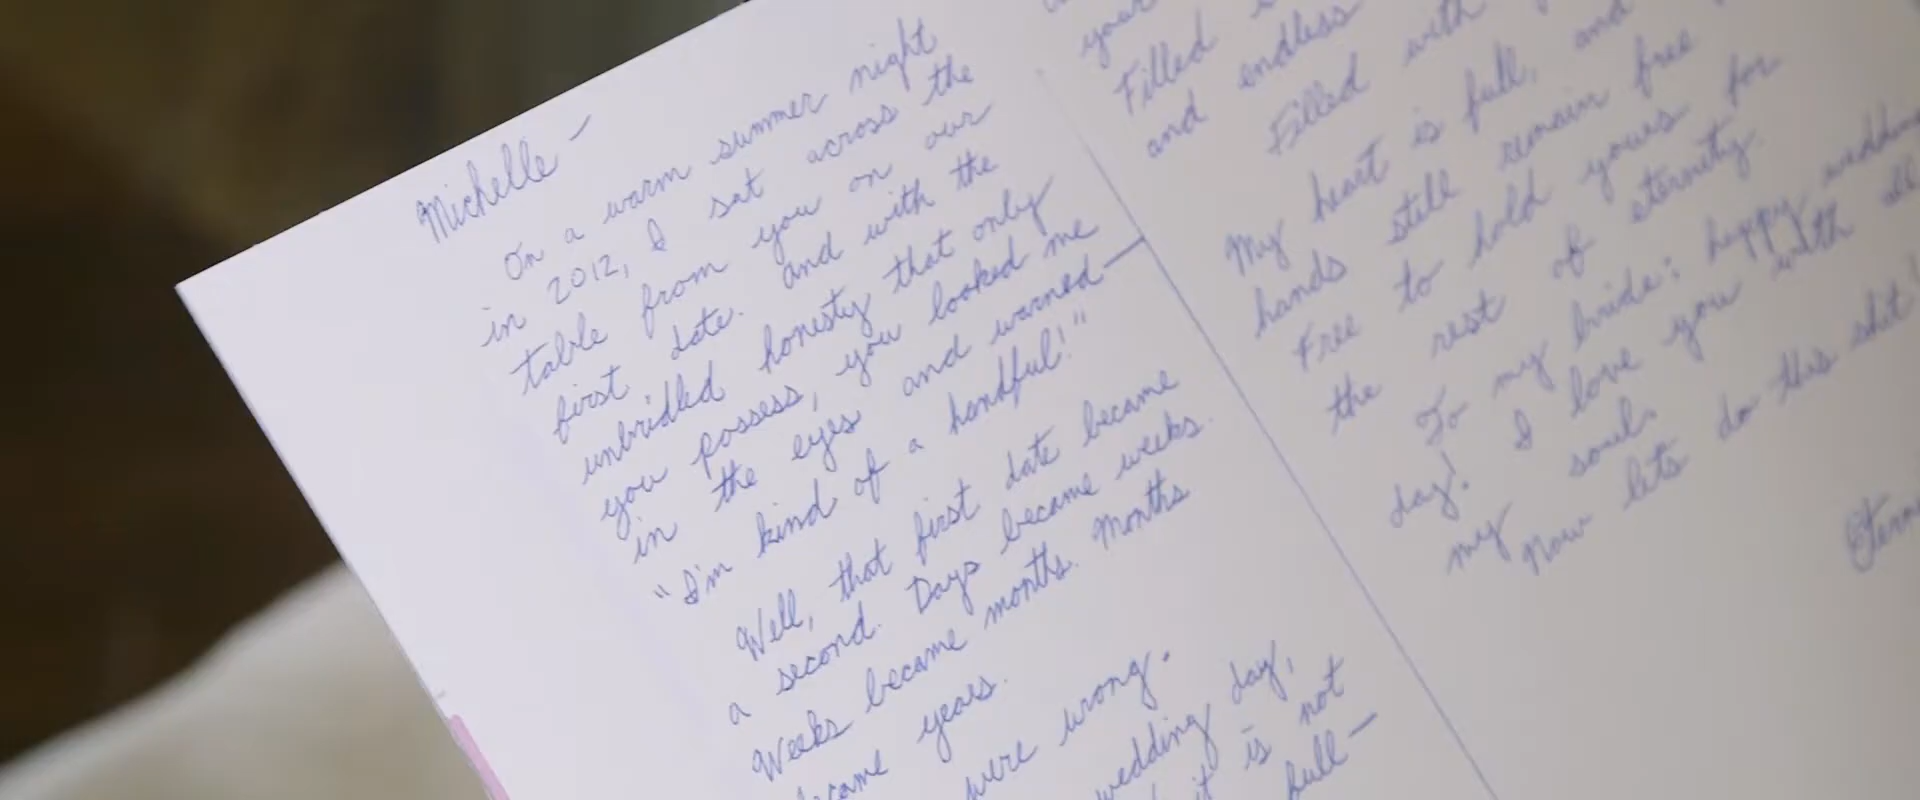 Michelle —
On a warm summer night
in 2012, I sat across the
table from you on our
first date. And with the
unbridled honesty that only
you possess, you looked me
in the eyes and warned —
"I'm kind of a handful!"
Well, that first date became
a second. Days became weeks.
Weeks became months. Months
became years.
were wrong.
wedding day,
it is not
full —
your
Filled
and endless
Filled with
My heart is full, and
hands still remain free
Free to hold yours for
the rest of eternity.
To my bride: happy wedding
day! I love you with all
my soul.
Now lets do this shit!